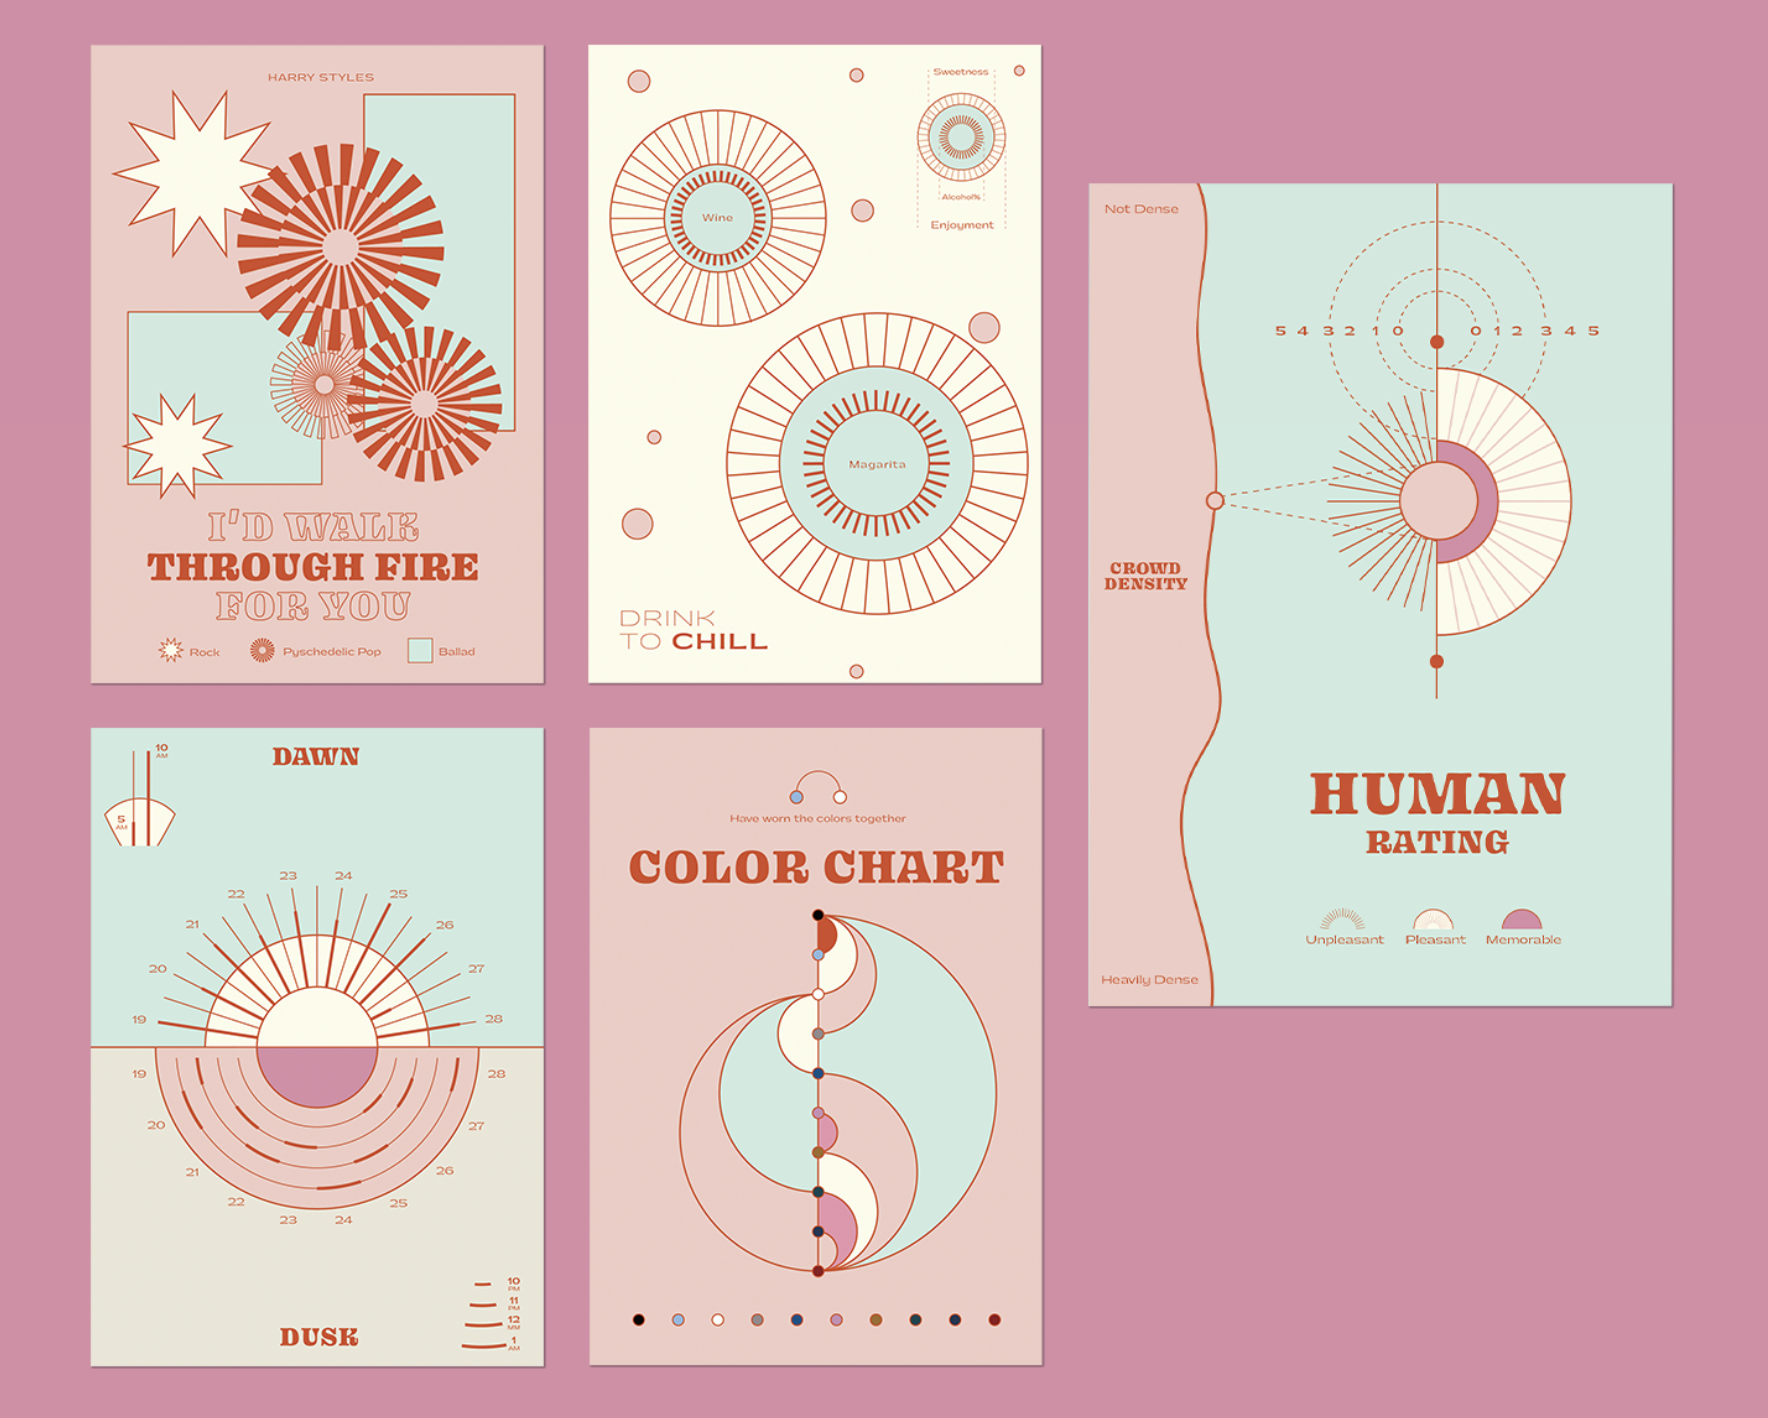 HARRY STYLES
I'D WALK
THROUGH FIRE
FOR YOU
Rock
Pyschedelic Pop
Ballad
Sweetness
Alcohol%
Enjoyment
Wine
Magarita
DRINK
TO CHILL
Not Dense
5 4 3 2 1 0 0 1 2 3 4 5
CROWD
DENSITY
HUMAN
RATING
Unpleasant
Pleasant
Memorable
Heavily Dense
DAWN
10
AM
5
AM
23 24
22 25
21 26
20 27
19 28
19 28
20 27
21 26
22 25
23 24
10
PM
11
PM
12
MM
1
AM
DUSK
Have worn the colors together
COLOR CHART